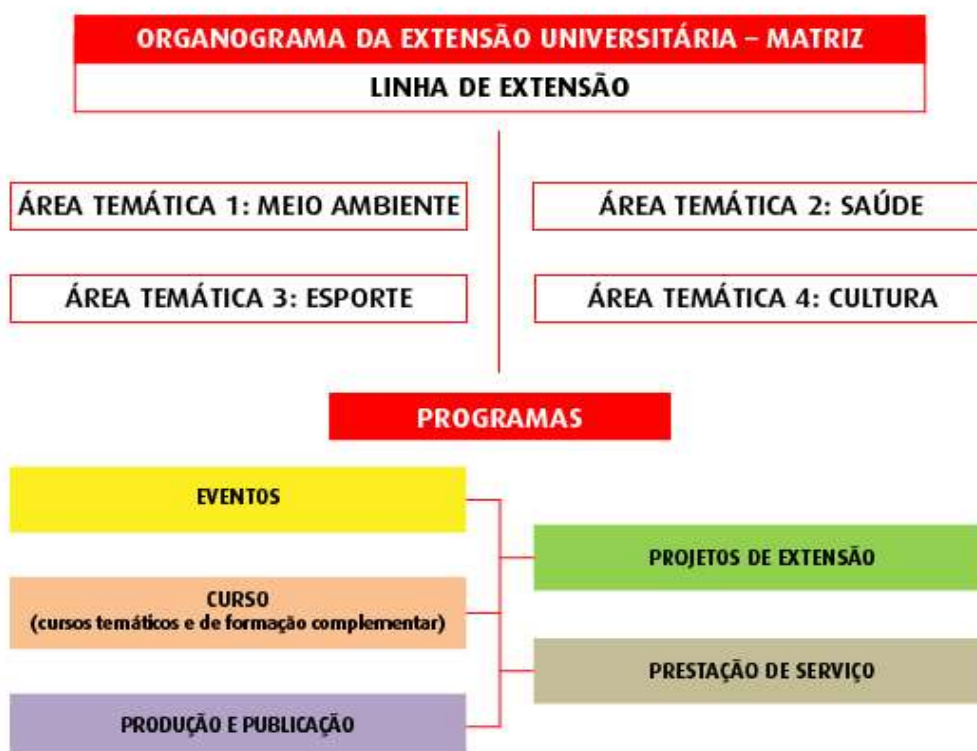 ORGANOGRAMA DA EXTENSÃO UNIVERSITÁRIA – MATRIZ
LINHA DE EXTENSÃO
ÁREA TEMÁTICA 1: MEIO AMBIENTE
ÁREA TEMÁTICA 2: SAÚDE
ÁREA TEMÁTICA 3: ESPORTE
ÁREA TEMÁTICA 4: CULTURA
PROGRAMAS
EVENTOS
PROJETOS DE EXTENSÃO
CURSO
(cursos temáticos e de formação complementar)
PRESTAÇÃO DE SERVIÇO
PRODUÇÃO E PUBLICAÇÃO